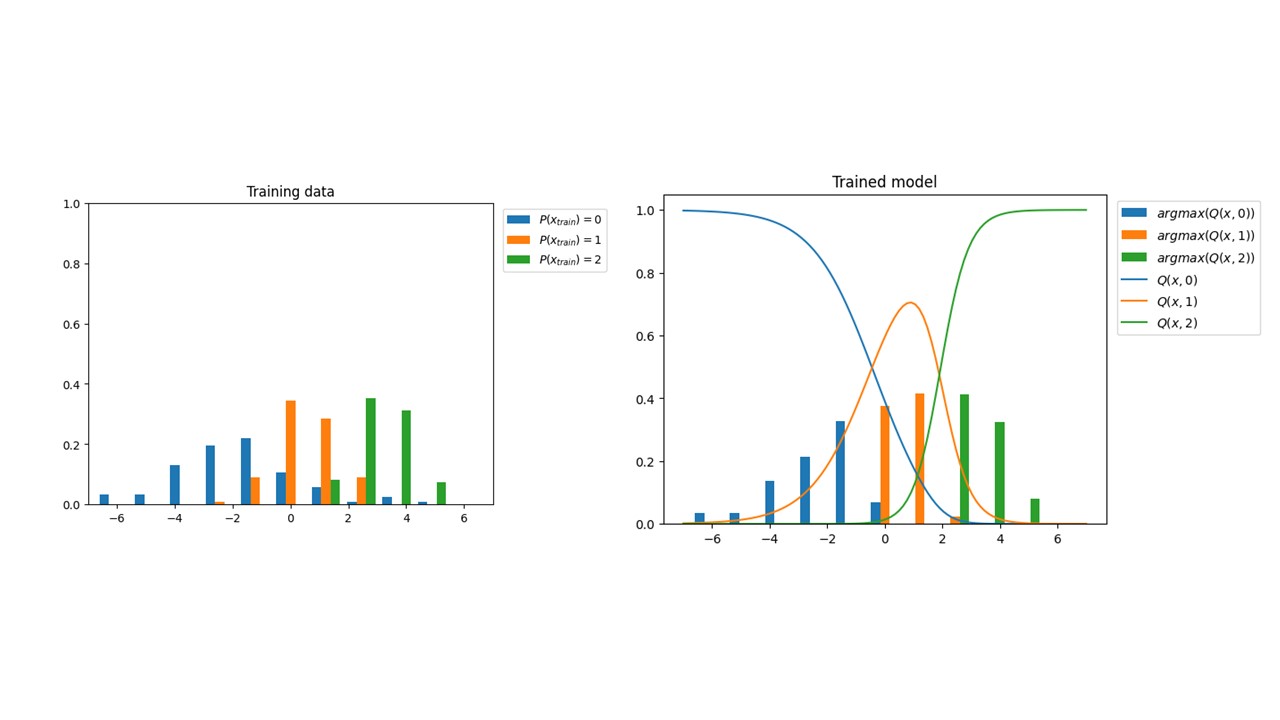 Training data
1.0
0.8
0.6
0.4
0.2
0.0
−6 −4 −2 0 2 4 6
P(x_train) = 0
P(x_train) = 1
P(x_train) = 2
Trained model
1.0
0.8
0.6
0.4
0.2
0.0
−6 −4 −2 0 2 4 6
argmax(Q(x, 0))
argmax(Q(x, 1))
argmax(Q(x, 2))
Q(x, 0)
Q(x, 1)
Q(x, 2)